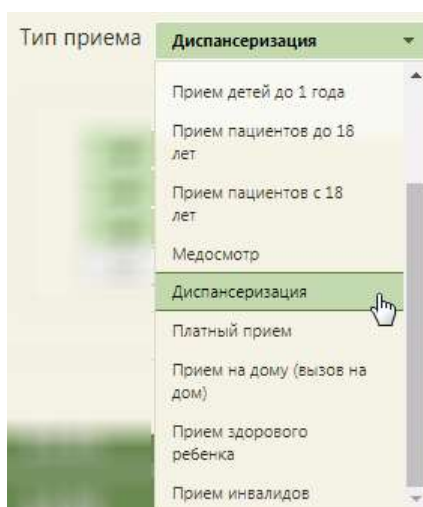 Тип приема
Диспансеризация
Прием детей до 1 года
Прием пациентов до 18
лет
Прием пациентов с 18
лет
Медосмотр
Диспансеризация
Платный прием
Прием на дому (вызов на
дом)
Прием здорового
ребенка
Прием инвалидов